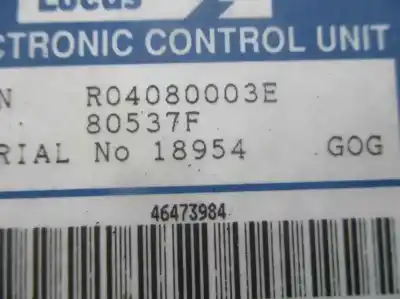 Lucas
CTRONIC CONTROL UNIT
N R04080003E
80537F
RIAL No 18954 GOG
46473984